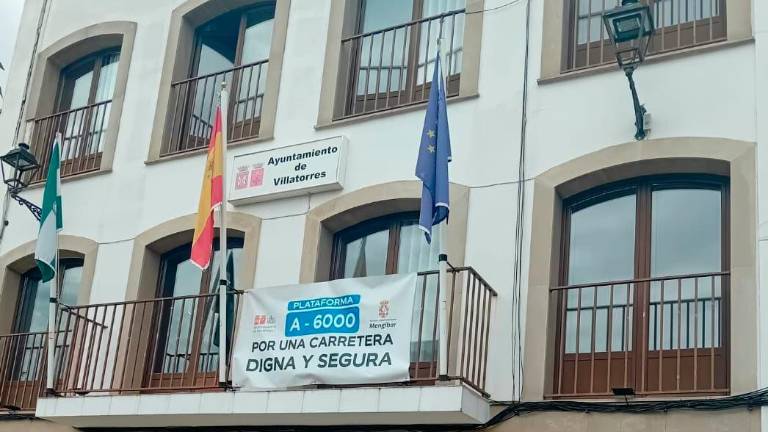 Ayuntamiento
de
Villatorres
PLATAFORMA
A - 6000
Mengíbar
POR UNA CARRETERA
DIGNA Y SEGURA